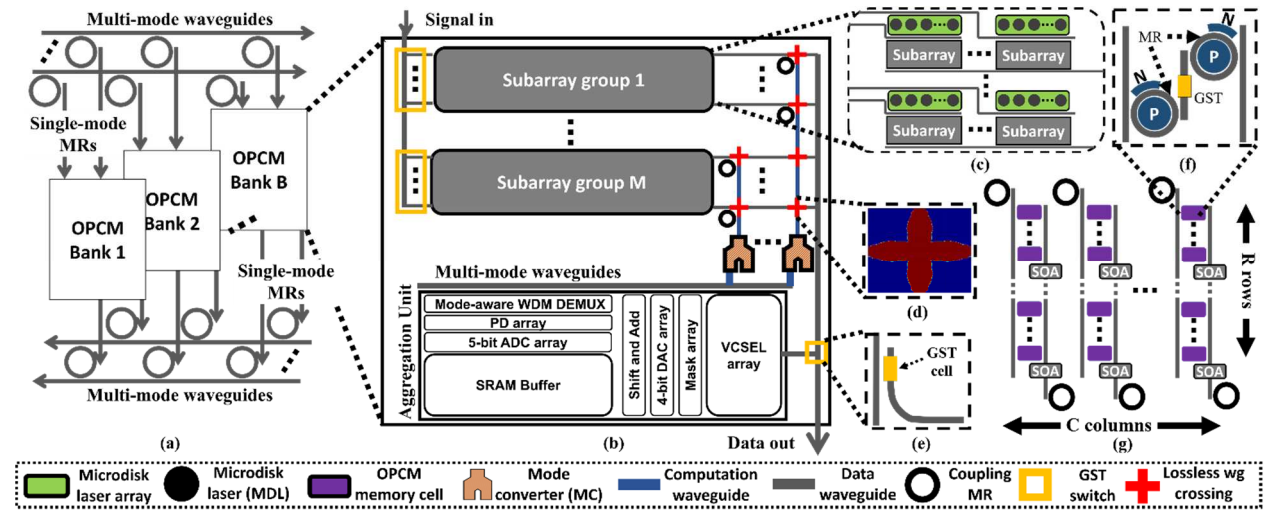 Multi-mode waveguides
Single-mode
MRs
OPCM
Bank B
OPCM
Bank 2
OPCM
Bank 1
Single-mode
MRs
Multi-mode waveguides
(a)
Signal in
Subarray group 1
Subarray group M
Multi-mode waveguides
Aggregation Unit
Mode-aware WDM DEMUX
PD array
5-bit ADC array
SRAM Buffer
Shift and Add
4-bit DAC array
Mask array
VCSEL
array
(b)
Data out
Subarray
Subarray
Subarray
Subarray
(c)
(d)
GST
cell
(e)
MR
N
P
GST
N
P
(f)
SOA
SOA
SOA
SOA
SOA
SOA
R rows
C columns
(g)
Microdisk
laser array
Microdisk
laser (MDL)
OPCM
memory cell
Mode
converter (MC)
Computation
waveguide
Data
waveguide
Coupling
MR
GST
switch
Lossless wg
crossing